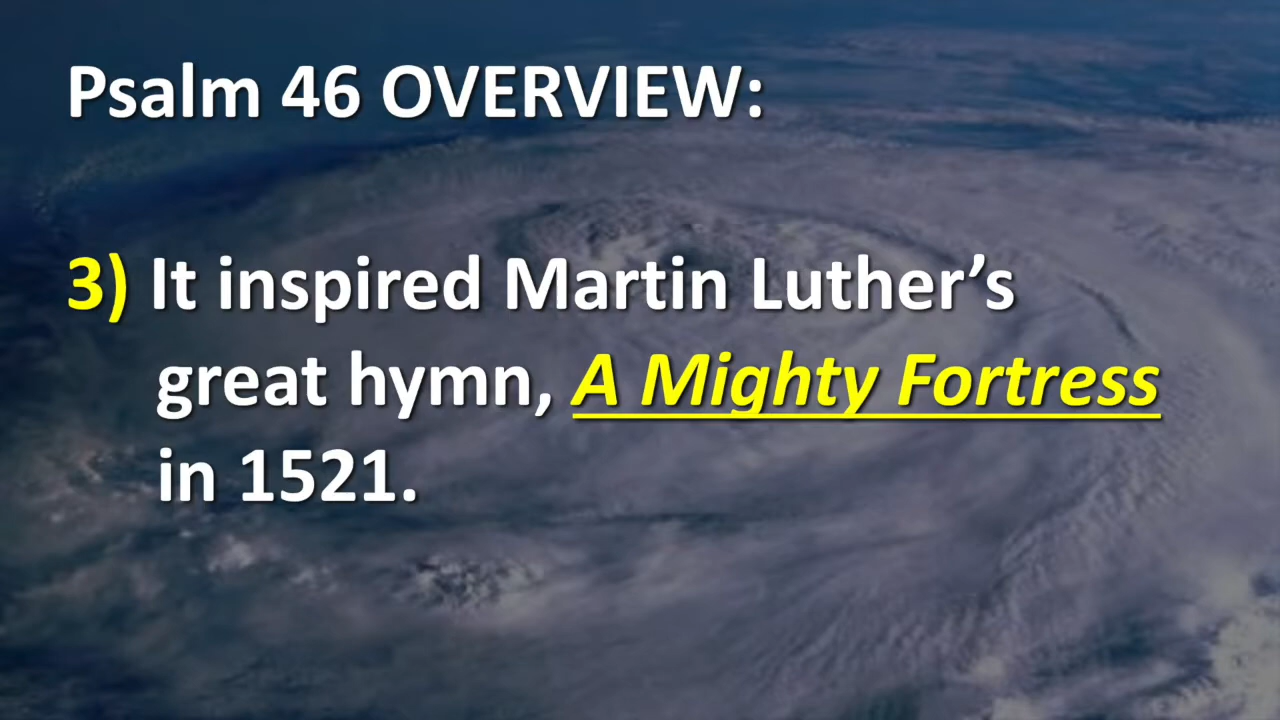 Psalm 46 OVERVIEW:
3) It inspired Martin Luther’s
great hymn, A Mighty Fortress
in 1521.